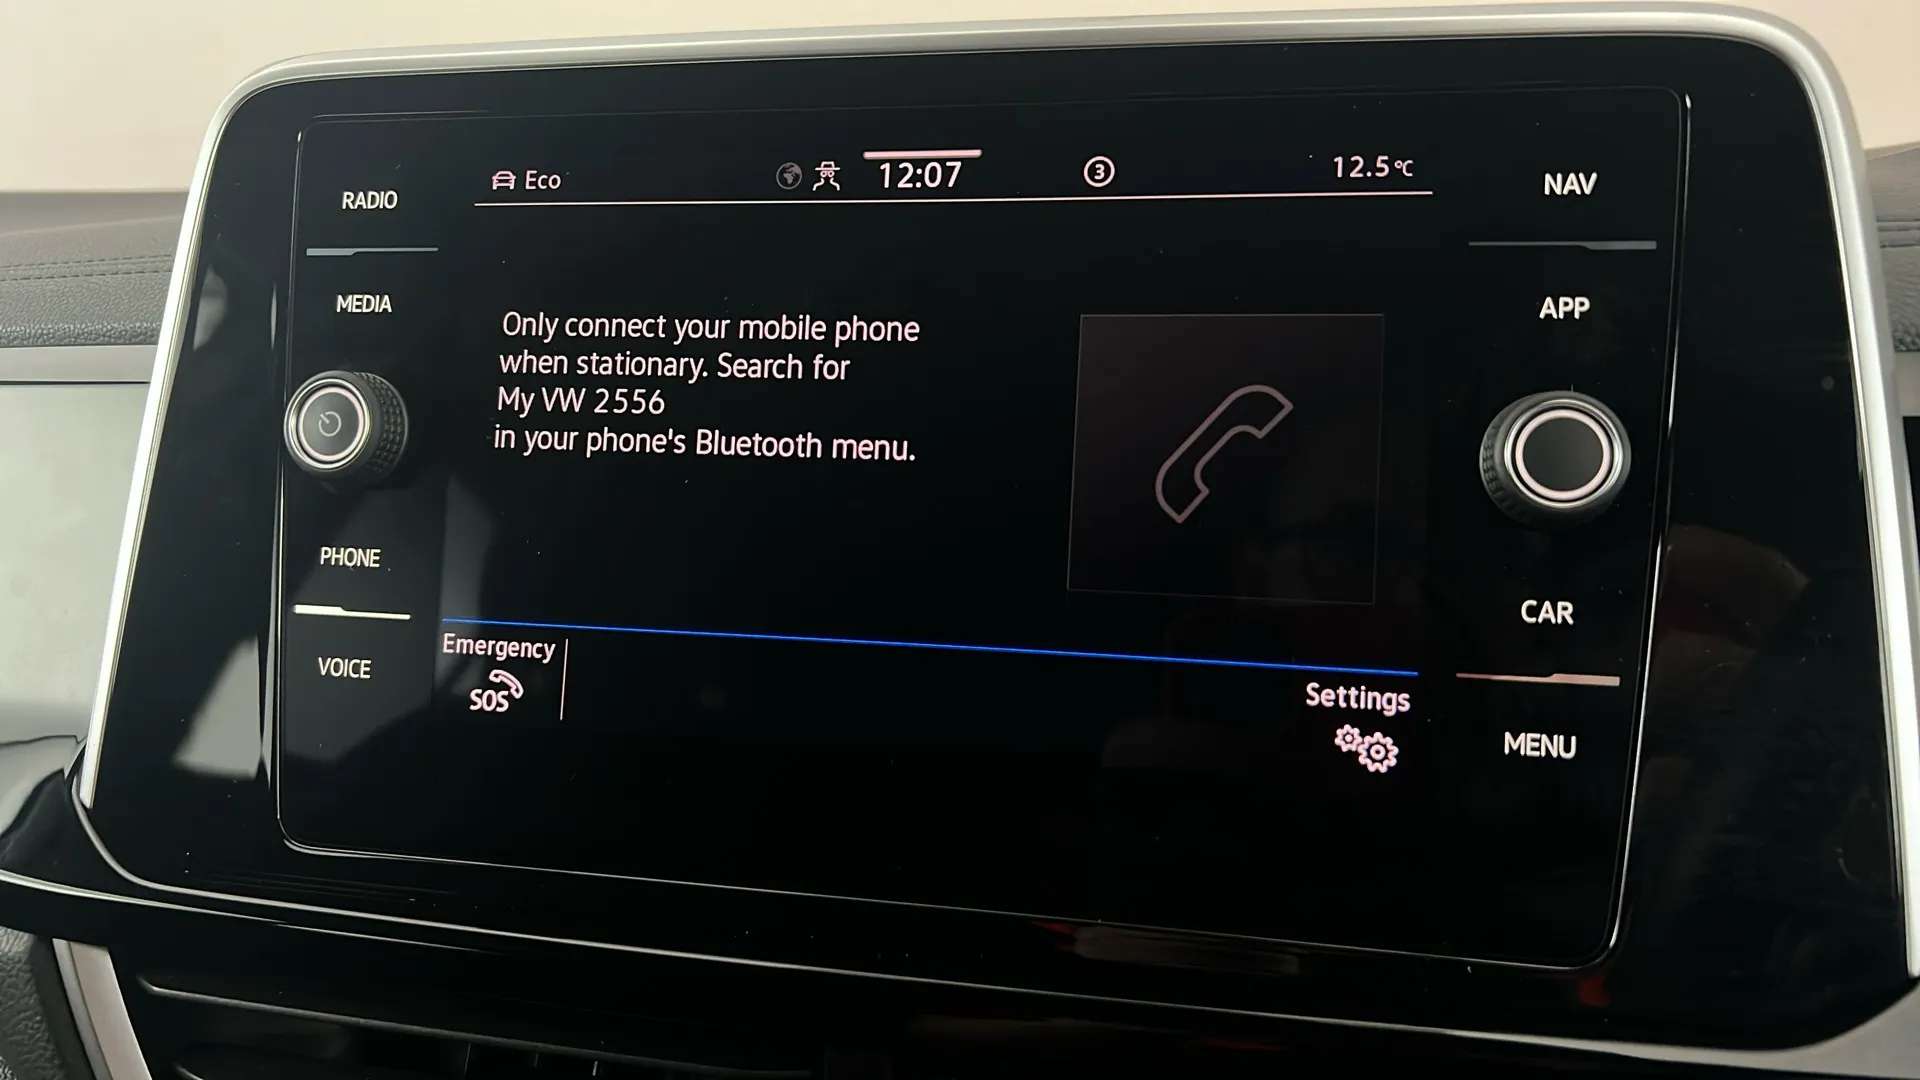 RADIO
MEDIA
PHONE
VOICE
Eco
12:07
3
12.5°C
Only connect your mobile phone
when stationary. Search for
My VW 2556
in your phone's Bluetooth menu.
Emergency
SOS
Settings
NAV
APP
CAR
MENU